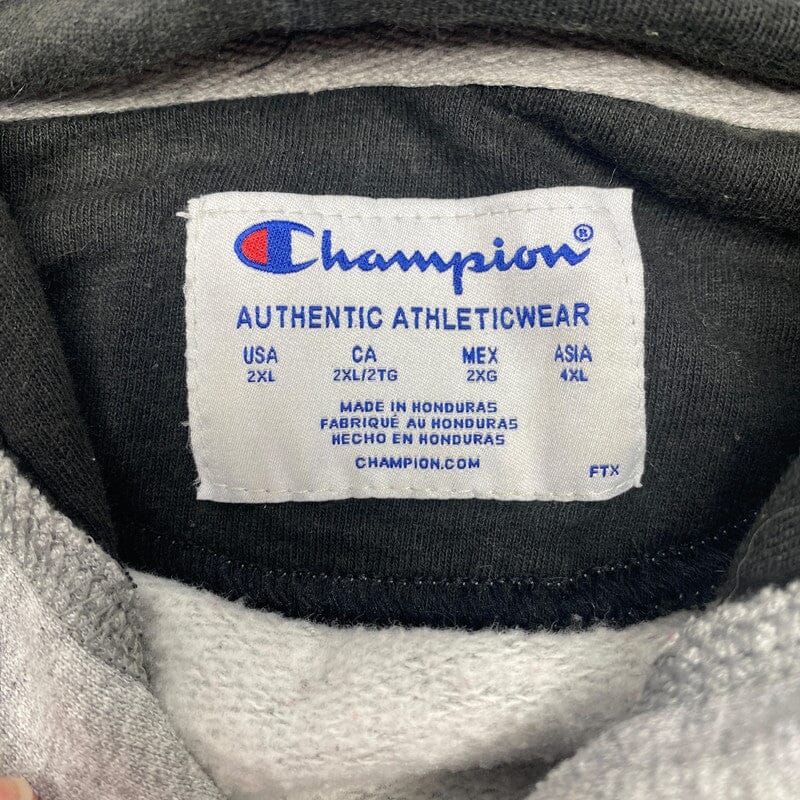 Champion®
AUTHENTIC ATHLETICWEAR
USA CA MEX ASIA
2XL 2XL/2TG 2XG 4XL
MADE IN HONDURAS
FABRIQUÉ AU HONDURAS
HECHO EN HONDURAS
CHAMPION.COM
FTX